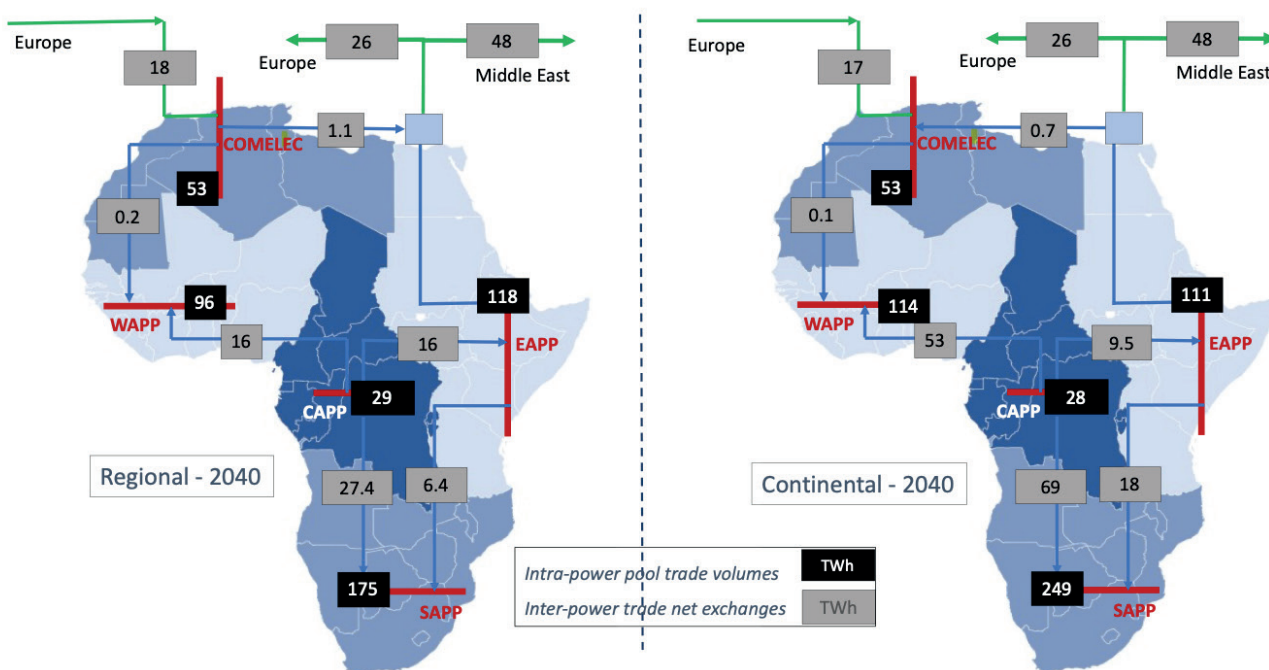 Europe
18
26
48
Europe
Middle East
1.1
COMELEC
53
0.2
96
WAPP
118
16
16
EAPP
29
CAPP
Regional - 2040
27.4
6.4
175
SAPP
Europe
17
26
48
Europe
Middle East
0.7
COMELEC
53
0.1
114
WAPP
111
53
9.5
EAPP
28
CAPP
Continental - 2040
69
18
249
SAPP
Intra-power pool trade volumes TWh
Inter-power trade net exchanges TWh